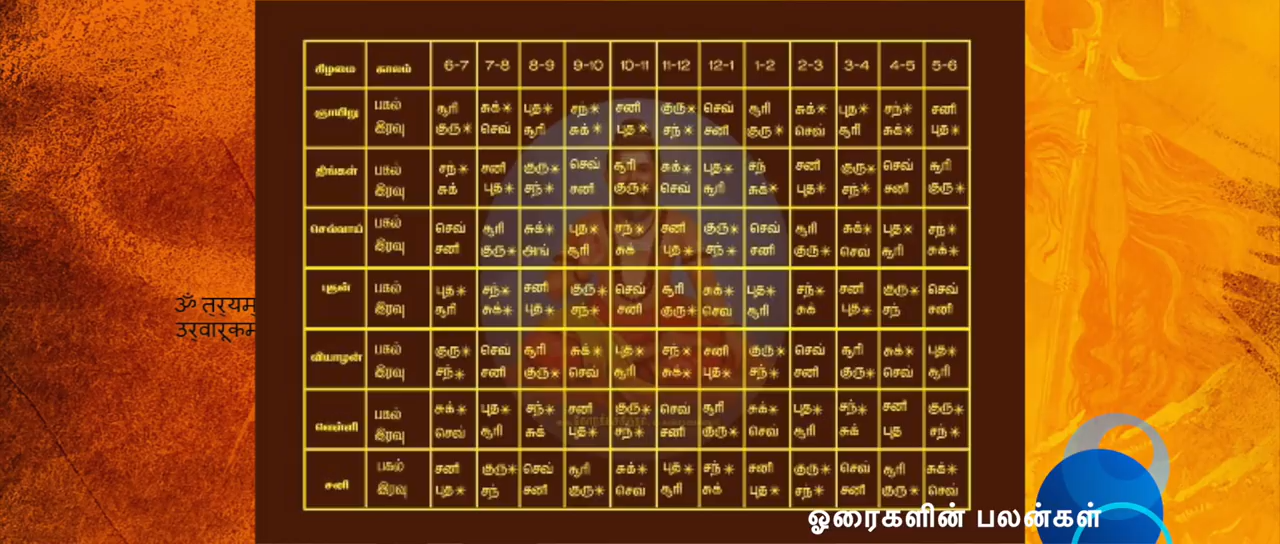 கிழமை காலம் 6-7 7-8 8-9 9-10 10-11 11-12 12-1 1-2 2-3 3-4 4-5 5-6
ஞாயிறு பகல் சூரி சுக்✳ புத✳ சந்✳ சனி குரு✳ செவ் சூரி சுக்✳ புத✳ சந்✳ சனி
இரவு குரு✳ செவ் சூரி சுக்✳ புத✳ சந்✳ சனி குரு✳ செவ் சூரி சுக்✳ புத✳
திங்கள் பகல் சந்✳ சனி குரு✳ செவ் சூரி சுக்✳ புத✳ சந் சனி குரு✳ செவ் சூரி
இரவு சுக் புத✳ சந்✳ சனி குரு✳ செவ் சூரி சுக்✳ புத✳ சந்✳ சனி குரு✳
செவ்வாய் பகல் செவ் சூரி சுக்✳ புத✳ சந்✳ சனி குரு✳ செவ் சூரி சுக்✳ புத✳ சந்✳
இரவு சனி குரு✳ அங் சூரி சுக் புத✳ சந்✳ சனி குரு✳ செவ் சூரி சுக்✳
புதன் பகல் புத✳ சந்✳ சனி குரு✳ செவ் சூரி சுக்✳ புத✳ சந்✳ சனி குரு✳ செவ்
இரவு சூரி சுக்✳ புத✳ சந்✳ சனி குரு✳ செவ் சூரி சுக் புத✳ சந் சனி
வியாழன் பகல் குரு✳ செவ் சூரி சுக்✳ புத✳ சந்✳ சனி குரு✳ செவ் சூரி சுக்✳ புத✳
இரவு சந்✳ சனி குரு✳ செவ் சூரி சுக்✳ புத✳ சந்✳ சனி குரு✳ செவ் சூரி
வெள்ளி பகல் சுக்✳ புத✳ சந்✳ சனி குரு✳ செவ் சூரி சுக்✳ புத✳ சந்✳ சனி குரு✳
இரவு செவ் சூரி சுக் புத✳ சந்✳ சனி குரு✳ செவ் சூரி சுக் புத சந்✳
சனி பகல் சனி குரு✳ செவ் சூரி சுக்✳ புத✳ சந்✳ சனி குரு✳ செவ் சூரி சுக்✳
இரவு புத✳ சந் சனி குரு✳ செவ் சூரி சுக் புத✳ சந்✳ சனி குரு✳ செவ்
ॐ त्र्यम्
उर्वारुकम
ஓரைகளின் பலன்கள்